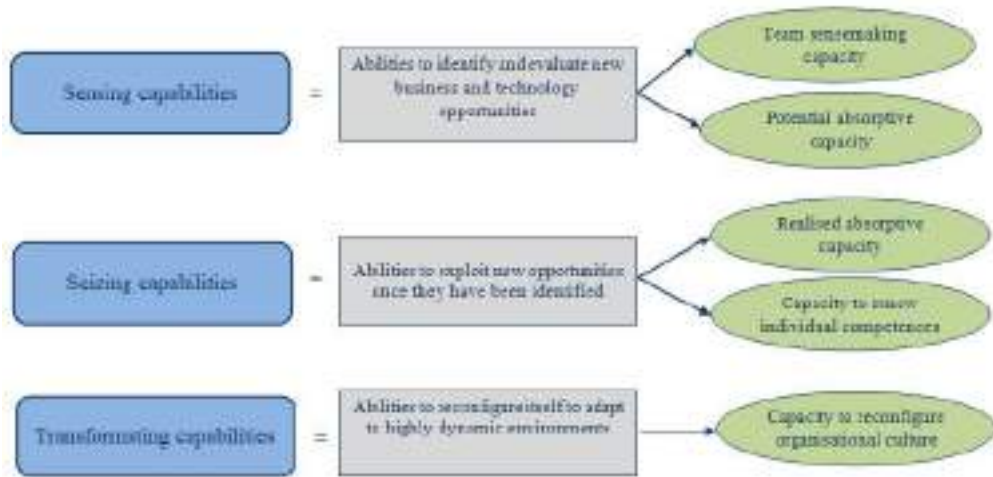 Sensing capabilities
=
Abilities to identify and evaluate new
business and technology
opportunities
Team sensemaking
capacity
Potential absorptive
capacity
Seizing capabilities
=
Abilities to exploit new opportunities
once they have been identified
Realised absorptive
capacity
Capacity to renew
individual competences
Transformating capabilities
=
Abilities to reconfigure itself to adapt
to highly dynamic environments
Capacity to reconfigure
organisational culture